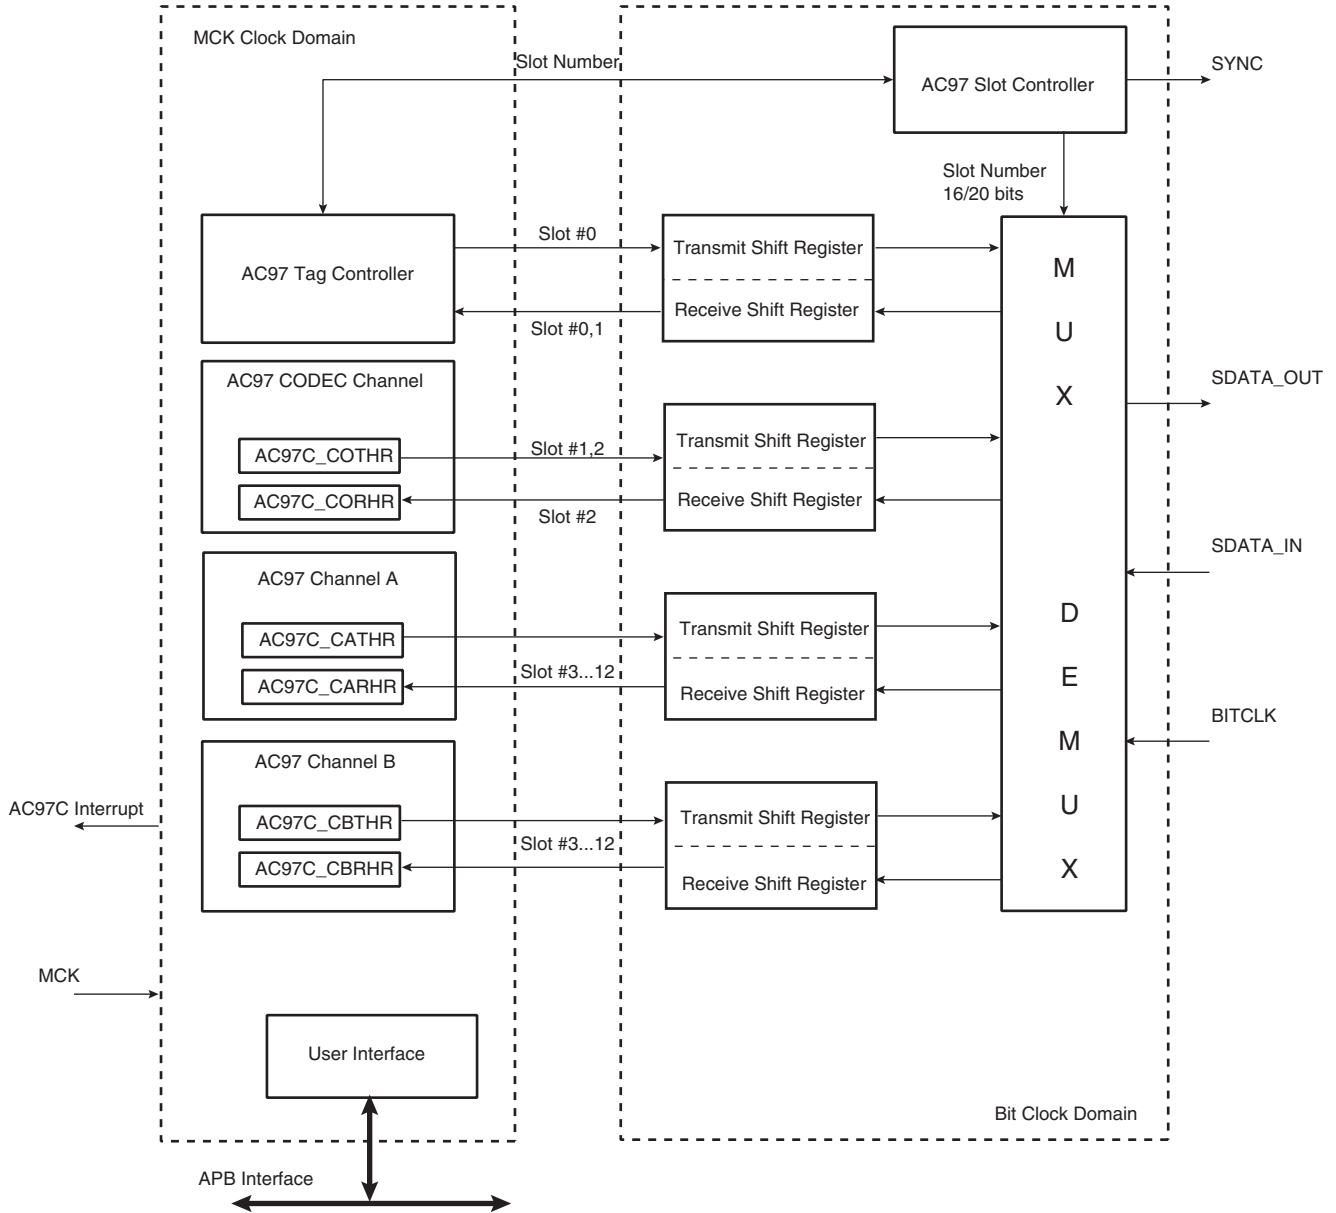 MCK Clock Domain
Slot Number
AC97 Slot Controller
SYNC
Slot Number
16/20 bits
AC97 Tag Controller
Slot #0
Slot #0,1
Transmit Shift Register
Receive Shift Register
M
U
X
D
E
M
U
X
SDATA_OUT
SDATA_IN
BITCLK
AC97 CODEC Channel
AC97C_COTHR
AC97C_CORHR
Slot #1,2
Slot #2
Transmit Shift Register
Receive Shift Register
AC97 Channel A
AC97C_CATHR
AC97C_CARHR
Slot #3...12
Transmit Shift Register
Receive Shift Register
AC97 Channel B
AC97C_CBTHR
AC97C_CBRHR
Slot #3...12
Transmit Shift Register
Receive Shift Register
AC97C Interrupt
MCK
User Interface
Bit Clock Domain
APB Interface